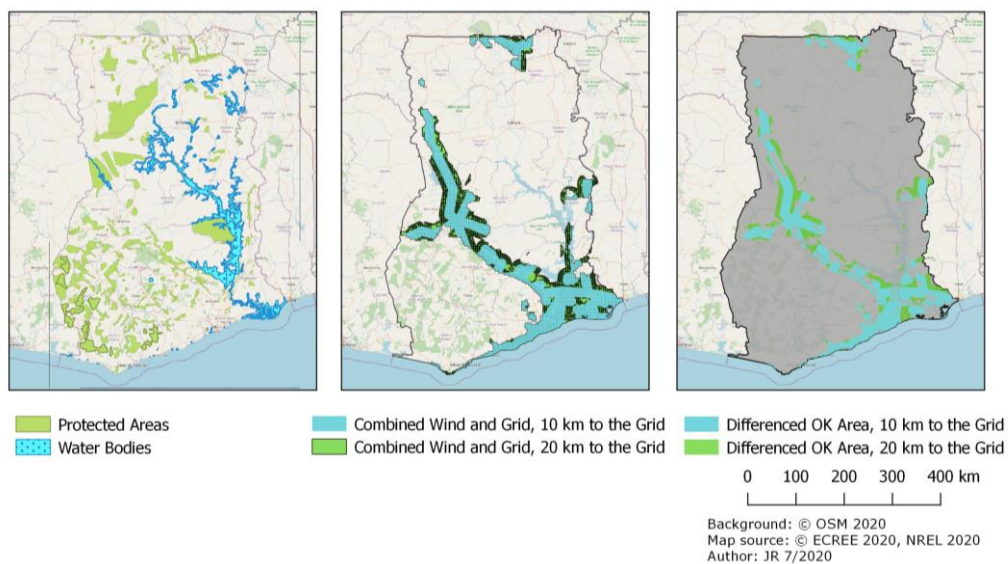 Protected Areas
Water Bodies
Combined Wind and Grid, 10 km to the Grid
Combined Wind and Grid, 20 km to the Grid
Differenced OK Area, 10 km to the Grid
Differenced OK Area, 20 km to the Grid
0 100 200 300 400 km
Background: © OSM 2020
Map source: © ECREE 2020, NREL 2020
Author: JR 7/2020